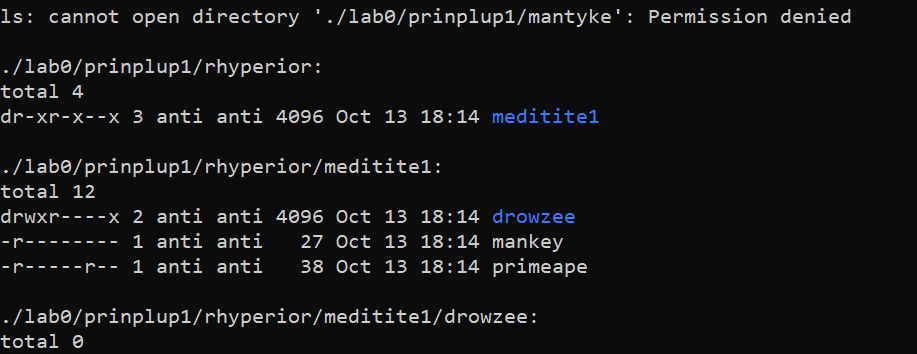 ls: cannot open directory './lab0/prinplup1/mantyke': Permission denied
./lab0/prinplup1/rhyperior:
total 4
dr-xr-x--x 3 anti anti 4096 Oct 13 18:14 meditite1
./lab0/prinplup1/rhyperior/meditite1:
total 12
drwxr----x 2 anti anti 4096 Oct 13 18:14 drowzee
-r-------- 1 anti anti   27 Oct 13 18:14 mankey
-r-----r-- 1 anti anti   38 Oct 13 18:14 primeape
./lab0/prinplup1/rhyperior/meditite1/drowzee:
total 0